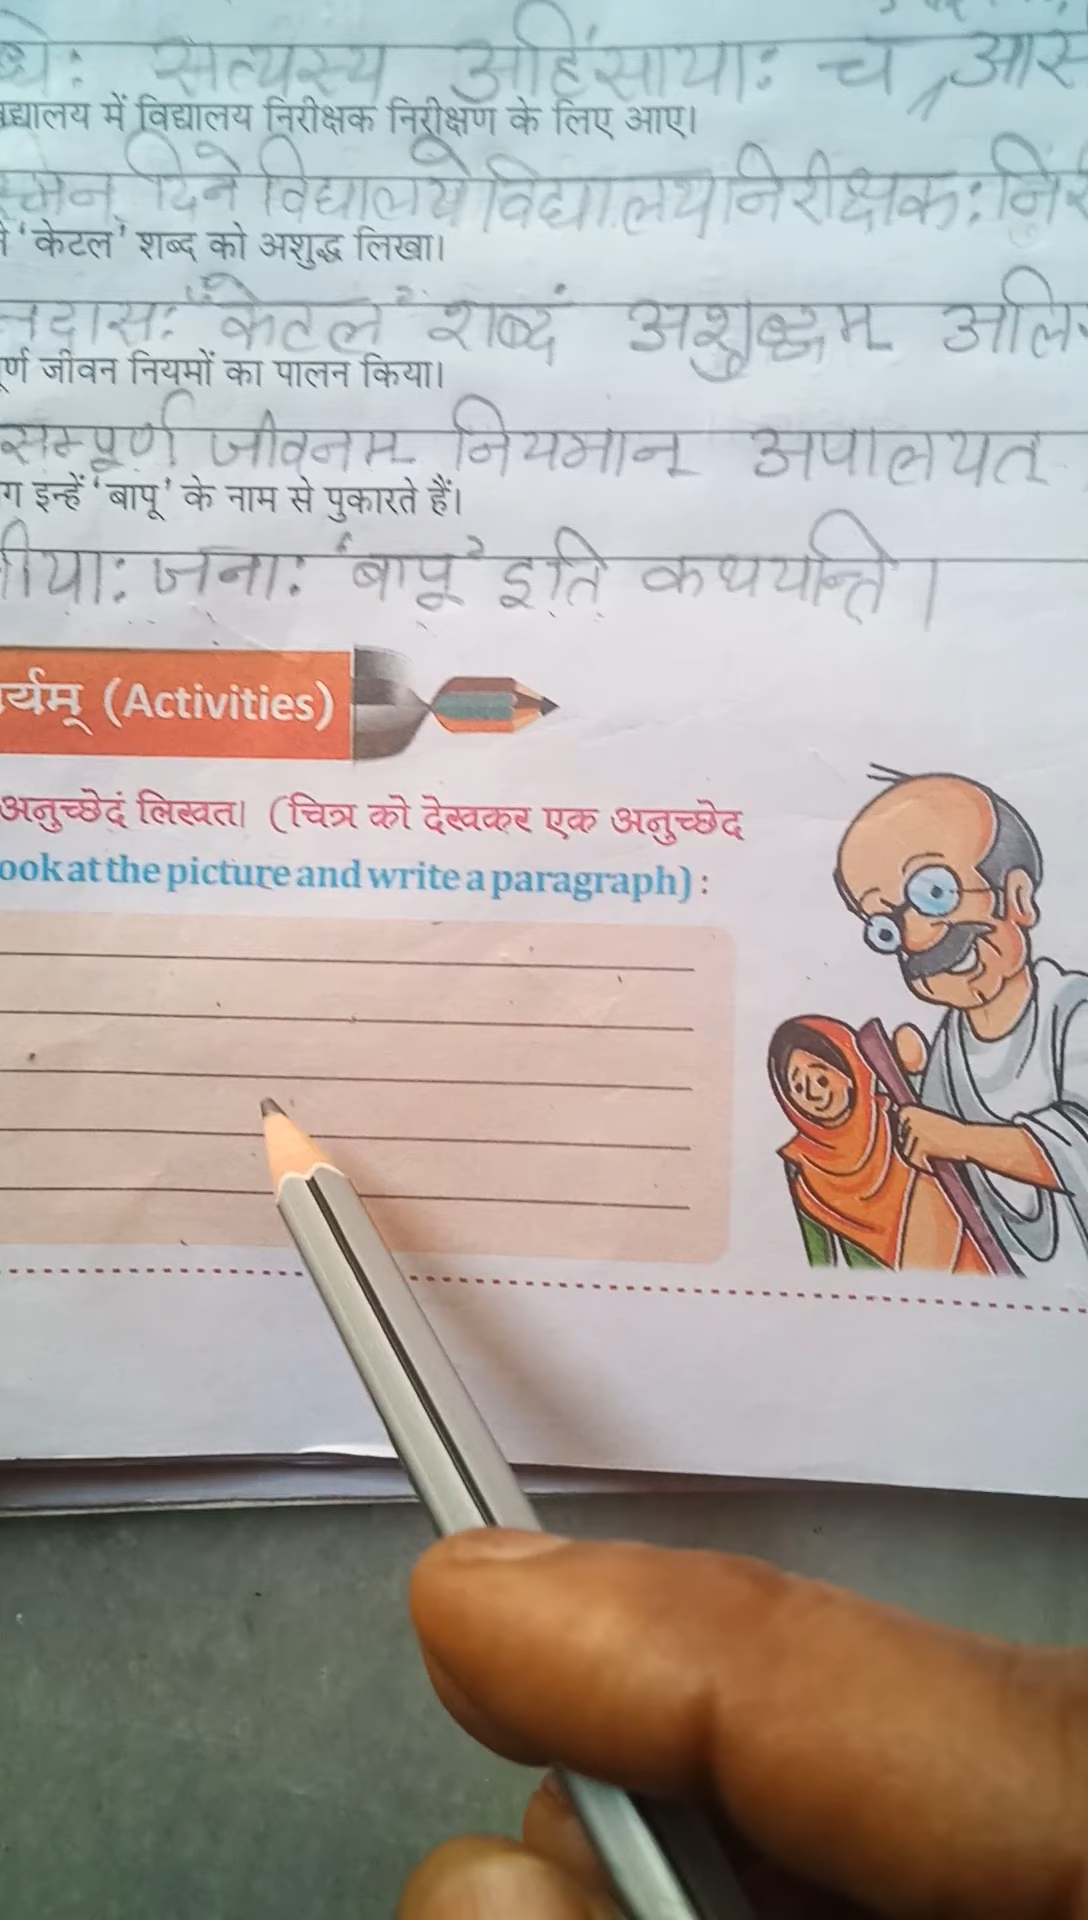 सत्यस्य अहिंसायाः च आस
विद्यालय में विद्यालय निरीक्षक निरीक्षण के लिए आए।
दिने विद्यालये विद्यालयनिरीक्षकः
'केटल' शब्द को अशुद्ध लिखा।
"केटल" शब्दं अशुद्धम् अलि
जीवन नियमों का पालन किया।
सम्पूर्ण जीवनम् नियमान् अपालयत्
ग इन्हें 'बापू' के नाम से पुकारते हैं।
ीयाः जनाः "बापू" इति कथयन्ति।
र्यम् (Activities)
अनुच्छेदं लिखत। (चित्र को देखकर एक अनुच्छेद
ook at the picture and write a paragraph) :